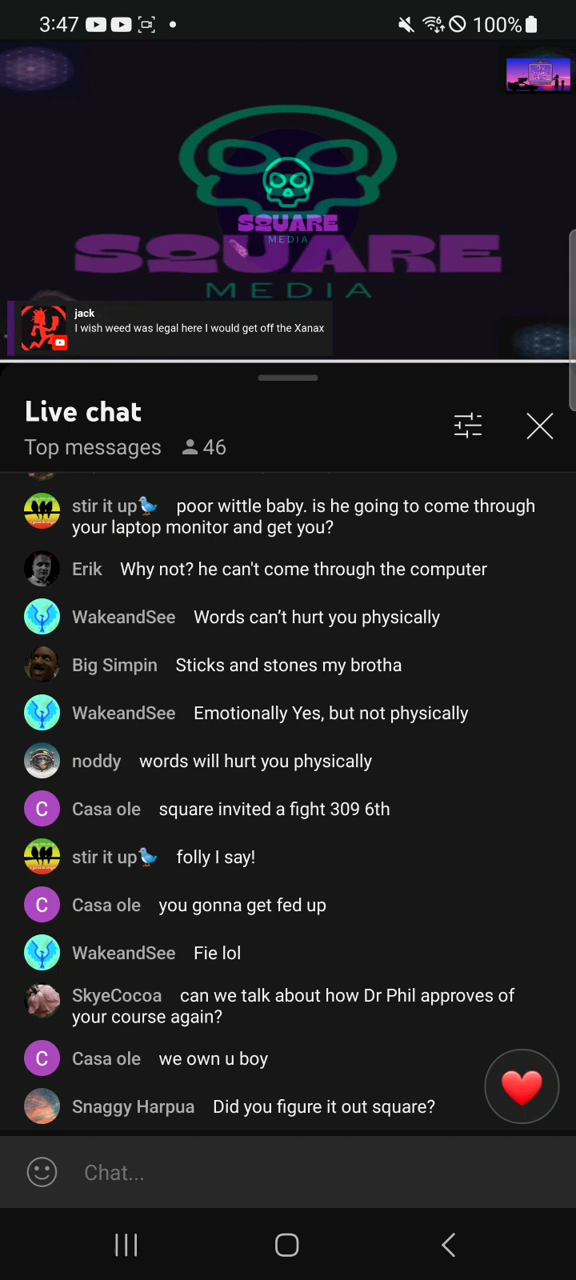 3:47
100%
SQUARE
MEDIA
SQUARE
MEDIA
jack
I wish weed was legal here I would get off the Xanax
Live chat
Top messages 46
stir it up poor wittle baby. is he going to come through
your laptop monitor and get you?
Erik Why not? he can't come through the computer
WakeandSee Words can’t hurt you physically
Big Simpin Sticks and stones my brotha
WakeandSee Emotionally Yes, but not physically
noddy words will hurt you physically
C Casa ole square invited a fight 309 6th
stir it up folly I say!
C Casa ole you gonna get fed up
WakeandSee Fie lol
SkyeCocoa can we talk about how Dr Phil approves of
your course again?
C Casa ole we own u boy
Snaggy Harpua Did you figure it out square?
Chat...